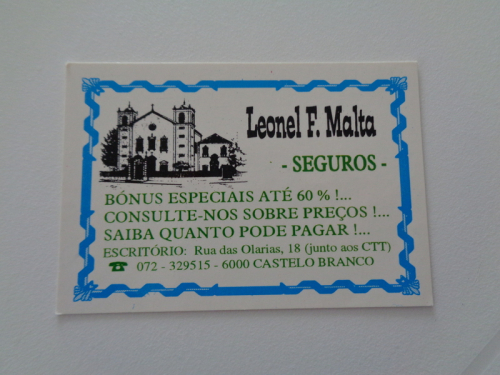 Leonel F. Malta
- SEGUROS -
BÓNUS ESPECIAIS ATÉ 60 % !...
CONSULTE-NOS SOBRE PREÇOS !...
SAIBA QUANTO PODE PAGAR !...
ESCRITÓRIO: Rua das Olarias, 18 (junto aos CTT)
☎ 072 - 329515 - 6000 CASTELO BRANCO